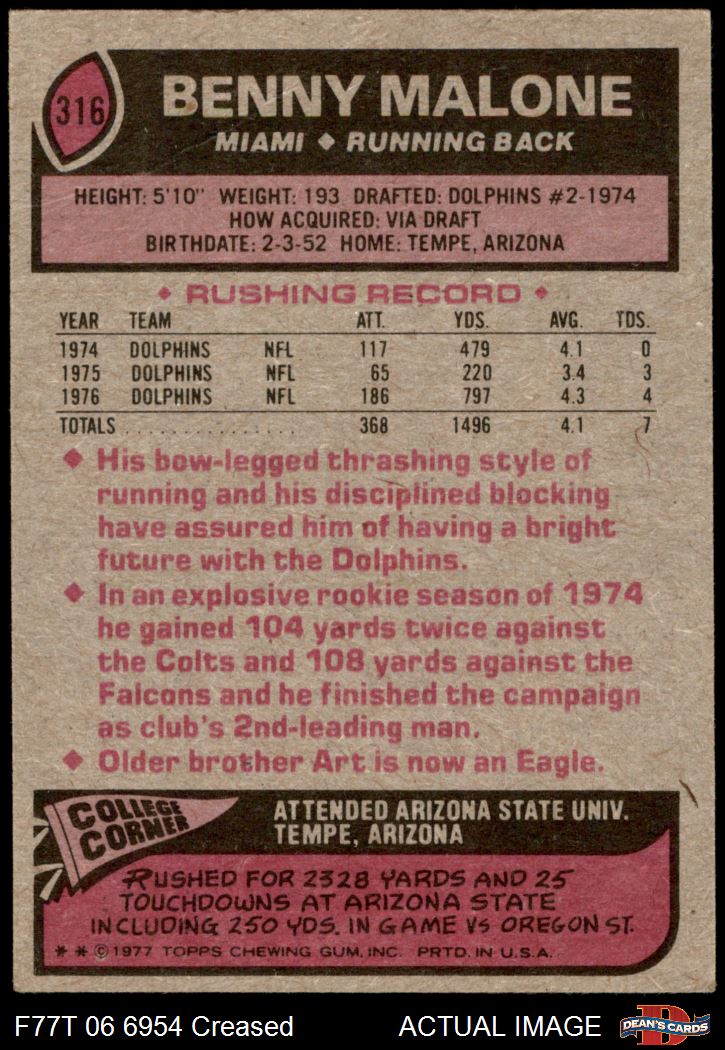 316
BENNY MALONE
MIAMI ◆ RUNNING BACK
HEIGHT: 5'10" WEIGHT: 193 DRAFTED: DOLPHINS #2-1974
HOW ACQUIRED: VIA DRAFT
BIRTHDATE: 2-3-52 HOME: TEMPE, ARIZONA
◆ RUSHING RECORD ◆
YEAR TEAM ATT. YDS. AVG. TDS.
1974 DOLPHINS NFL 117 479 4.1 0
1975 DOLPHINS NFL 65 220 3.4 3
1976 DOLPHINS NFL 186 797 4.3 4
TOTALS . . . . . . . . . . . . . . . . 368 1496 4.1 7
◆ His bow-legged thrashing style of
running and his disciplined blocking
have assured him of having a bright
future with the Dolphins.
◆ In an explosive rookie season of 1974
he gained 104 yards twice against
the Colts and 108 yards against the
Falcons and he finished the campaign
as club's 2nd-leading man.
◆ Older brother Art is now an Eagle.
COLLEGE
CORNER
ATTENDED ARIZONA STATE UNIV.
TEMPE, ARIZONA
RUSHED FOR 2328 YARDS AND 25
TOUCHDOWNS AT ARIZONA STATE
INCLUDING 250 YDS. IN GAME VS OREGON ST.
* * © 1977 TOPPS CHEWING GUM, INC. PRTD. IN U.S.A.
F77T 06 6954 Creased ACTUAL IMAGE
D
DEAN'S CARDS